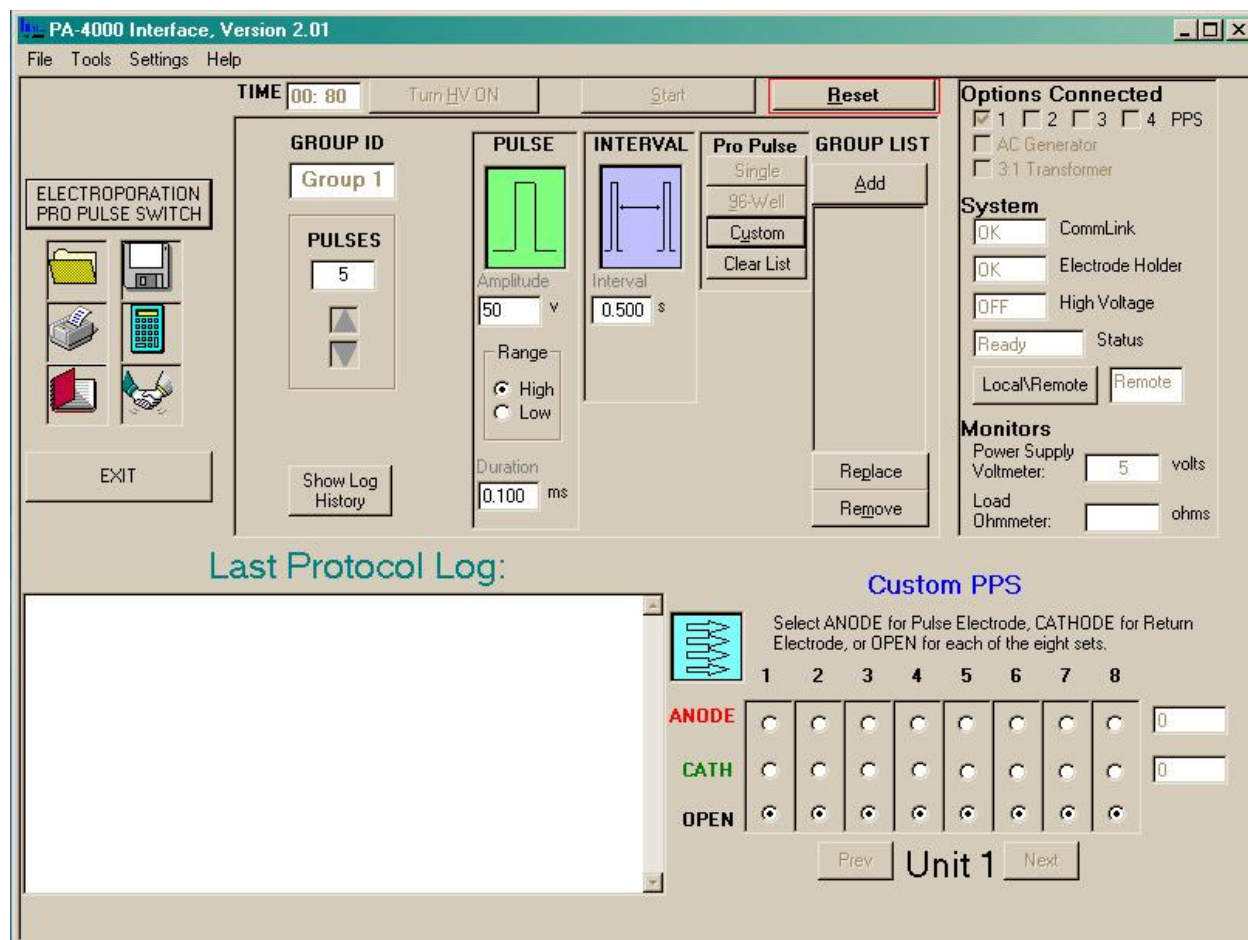 PA-4000 Interface, Version 2.01
File Tools Settings Help
TIME 00: 80 Turn HV ON Start Reset
ELECTROPORATION
PRO PULSE SWITCH
EXIT
GROUP ID
Group 1
PULSES
5
Show Log
History
PULSE
Amplitude
50 v
Range
High
Low
Duration
0.100 ms
INTERVAL
Interval
0.500 s
Pro Pulse
Single
96-Well
Custom
Clear List
GROUP LIST
Add
Replace
Remove
Options Connected
1 2 3 4 PPS
AC Generator
3:1 Transformer
System
OK CommLink
OK Electrode Holder
OFF High Voltage
Ready Status
Local\Remote Remote
Monitors
Power Supply
Voltmeter: 5 volts
Load
Ohmmeter: ohms
Last Protocol Log:
Custom PPS
Select ANODE for Pulse Electrode, CATHODE for Return
Electrode, or OPEN for each of the eight sets.
1 2 3 4 5 6 7 8
ANODE 0
CATH 0
OPEN
Prev Unit 1 Next